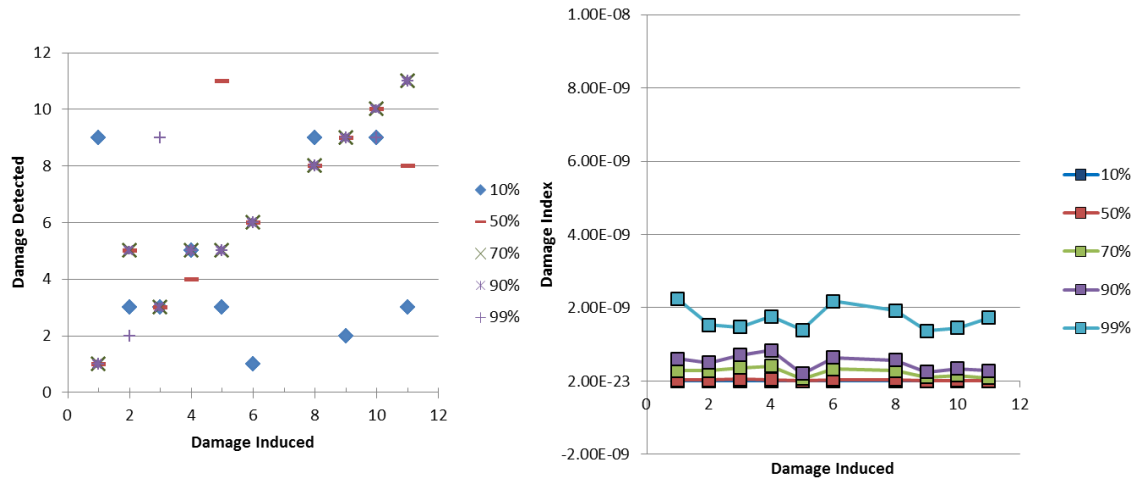 12
10
8
6
4
2
0
0 2 4 6 8 10 12
Damage Detected
Damage Induced
10%
50%
70%
90%
99%
1.00E-08
8.00E-09
6.00E-09
4.00E-09
2.00E-09
2.00E-23
-2.00E-09
0 2 4 6 8 10 12
Damage Index
Damage Induced
10%
50%
70%
90%
99%